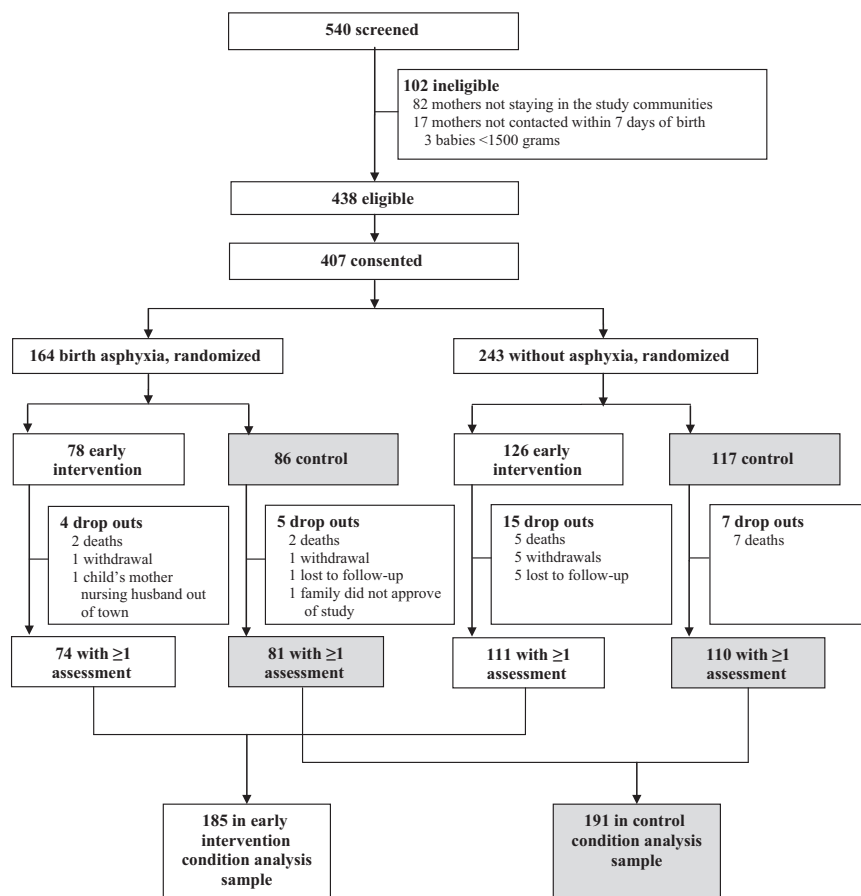 540 screened
102 ineligible
82 mothers not staying in the study communities
17 mothers not contacted within 7 days of birth
3 babies <1500 grams
438 eligible
407 consented
164 birth asphyxia, randomized
243 without asphyxia, randomized
78 early
intervention
86 control
126 early
intervention
117 control
4 drop outs
2 deaths
1 withdrawal
1 child's mother
nursing husband out
of town
5 drop outs
2 deaths
1 withdrawal
1 lost to follow-up
1 family did not approve
of study
15 drop outs
5 deaths
5 withdrawals
5 lost to follow-up
7 drop outs
7 deaths
74 with ≥1
assessment
81 with ≥1
assessment
111 with ≥1
assessment
110 with ≥1
assessment
185 in early
intervention
condition analysis
sample
191 in control
condition analysis
sample